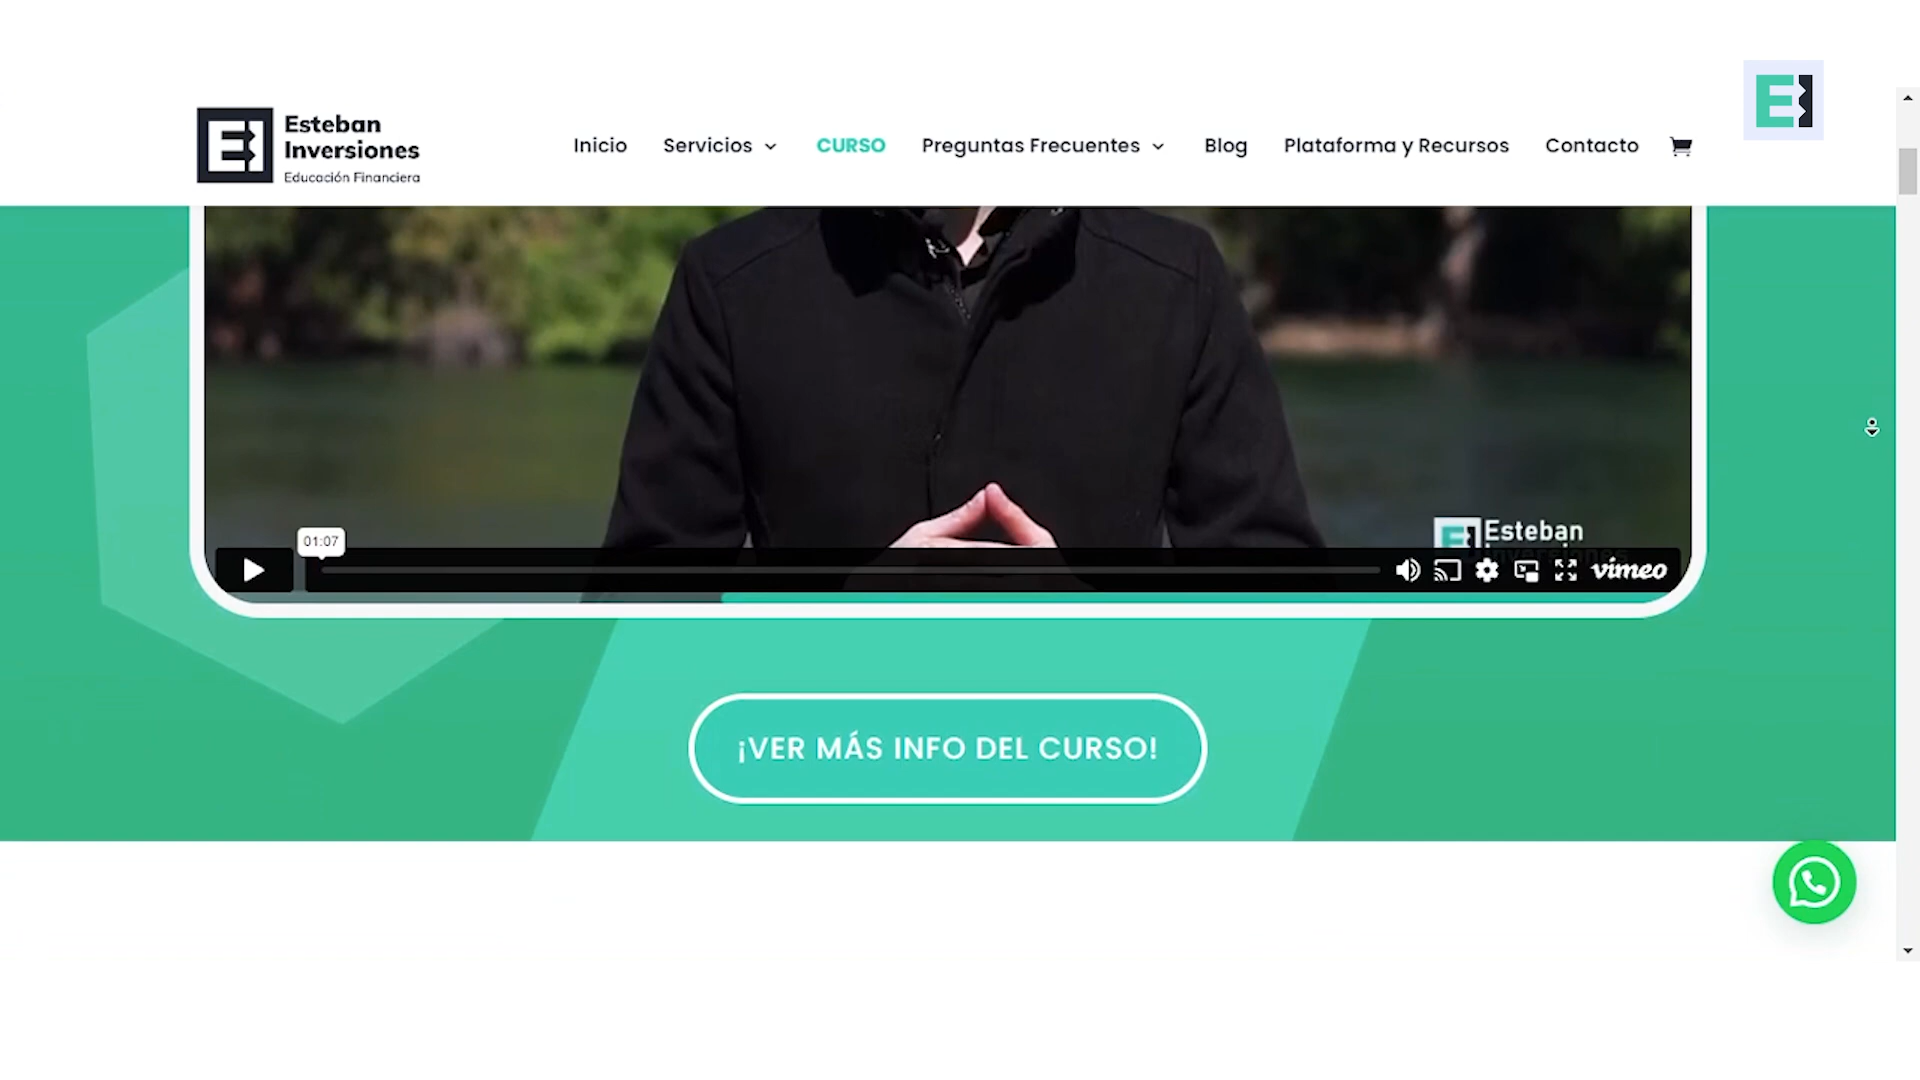 Esteban
Inversiones
Educación Financiera
Inicio
Servicios
CURSO
Preguntas Frecuentes
Blog
Plataforma y Recursos
Contacto
Esteban
Inversiones
01:07
vimeo
¡VER MÁS INFO DEL CURSO!